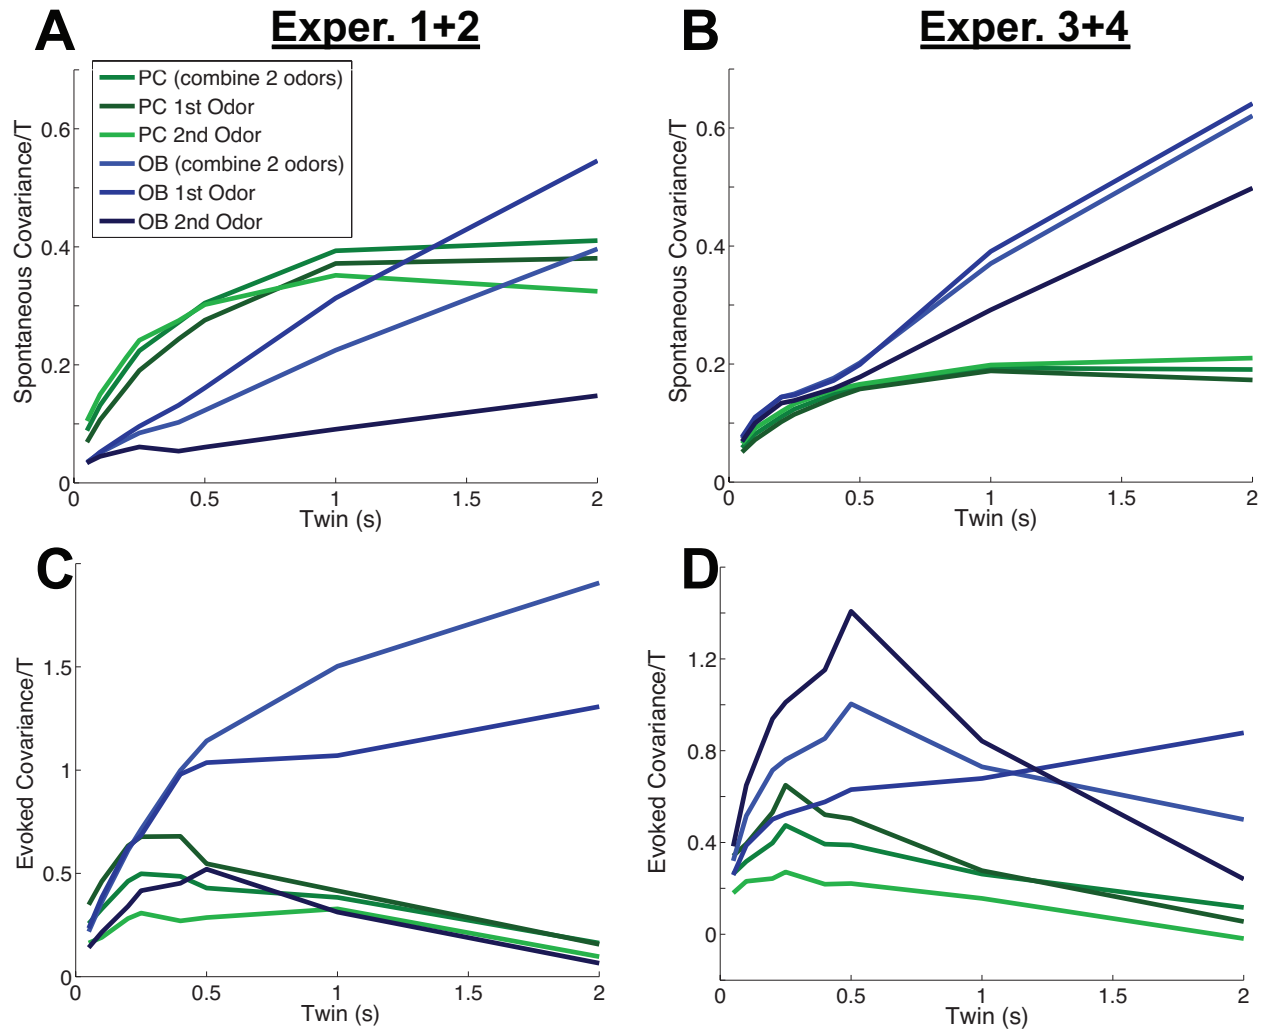 A
Exper. 1+2
B
Exper. 3+4
PC (combine 2 odors)
PC 1st Odor
PC 2nd Odor
OB (combine 2 odors)
OB 1st Odor
OB 2nd Odor
Spontaneous Covariance/T
0.6
0.4
0.2
0
0 0.5 1 1.5 2
Twin (s)
Spontaneous Covariance/T
0.6
0.4
0.2
0
0 0.5 1 1.5 2
Twin (s)
C
Evoked Covariance/T
1.5
1
0.5
0
0 0.5 1 1.5 2
Twin (s)
D
Evoked Covariance/T
1.2
0.8
0.4
0
0 0.5 1 1.5 2
Twin (s)